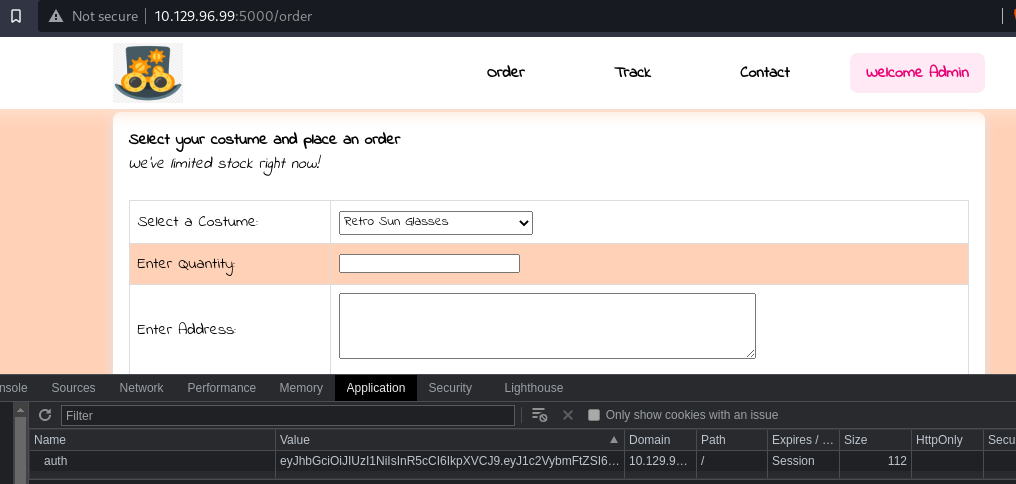 Not secure 10.129.96.99:5000/order
Order Track Contact Welcome Admin
Select your costume and place an order
We've limited stock right now!
Select a Costume: Retro Sun Glasses
Enter Quantity:
Enter Address:
nsole Sources Network Performance Memory Application Security Lighthouse
Filter Only show cookies with an issue
Name Value Domain Path Expires / ... Size HttpOnly Secu
auth eyJhbGciOiJIUzI1NiIsInR5cCI6IkpXVCJ9.eyJ1c2VybmFtZSI6... 10.129.9... / Session 112